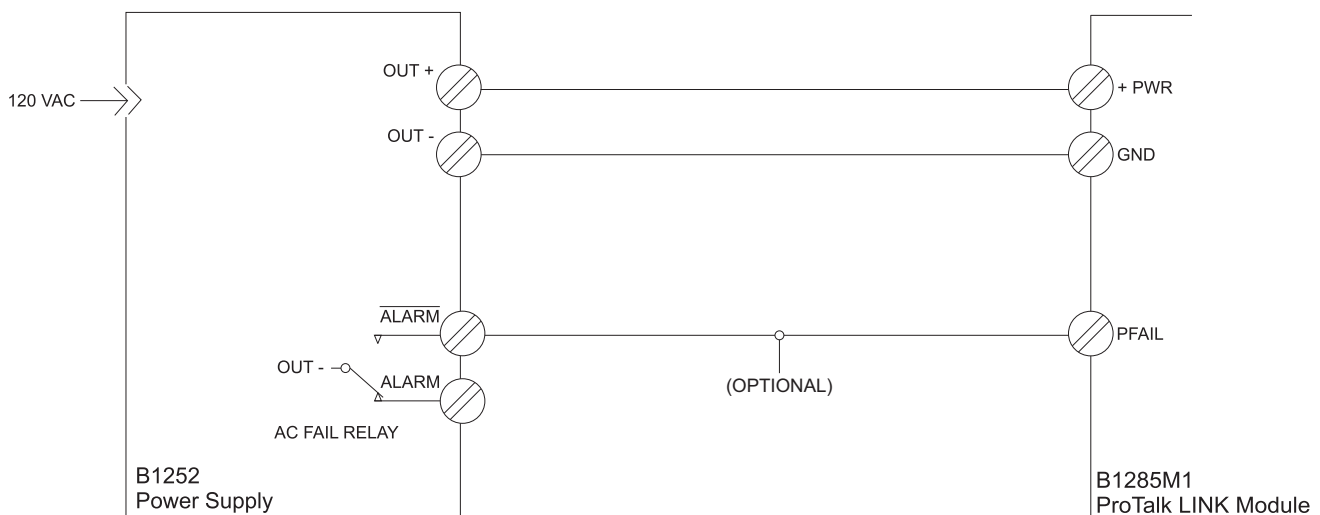 OUT +
+ PWR
120 VAC
OUT -
GND
ALARM
PFAIL
OUT -
ALARM
(OPTIONAL)
AC FAIL RELAY
B1252
Power Supply
B1285M1
ProTalk LINK Module